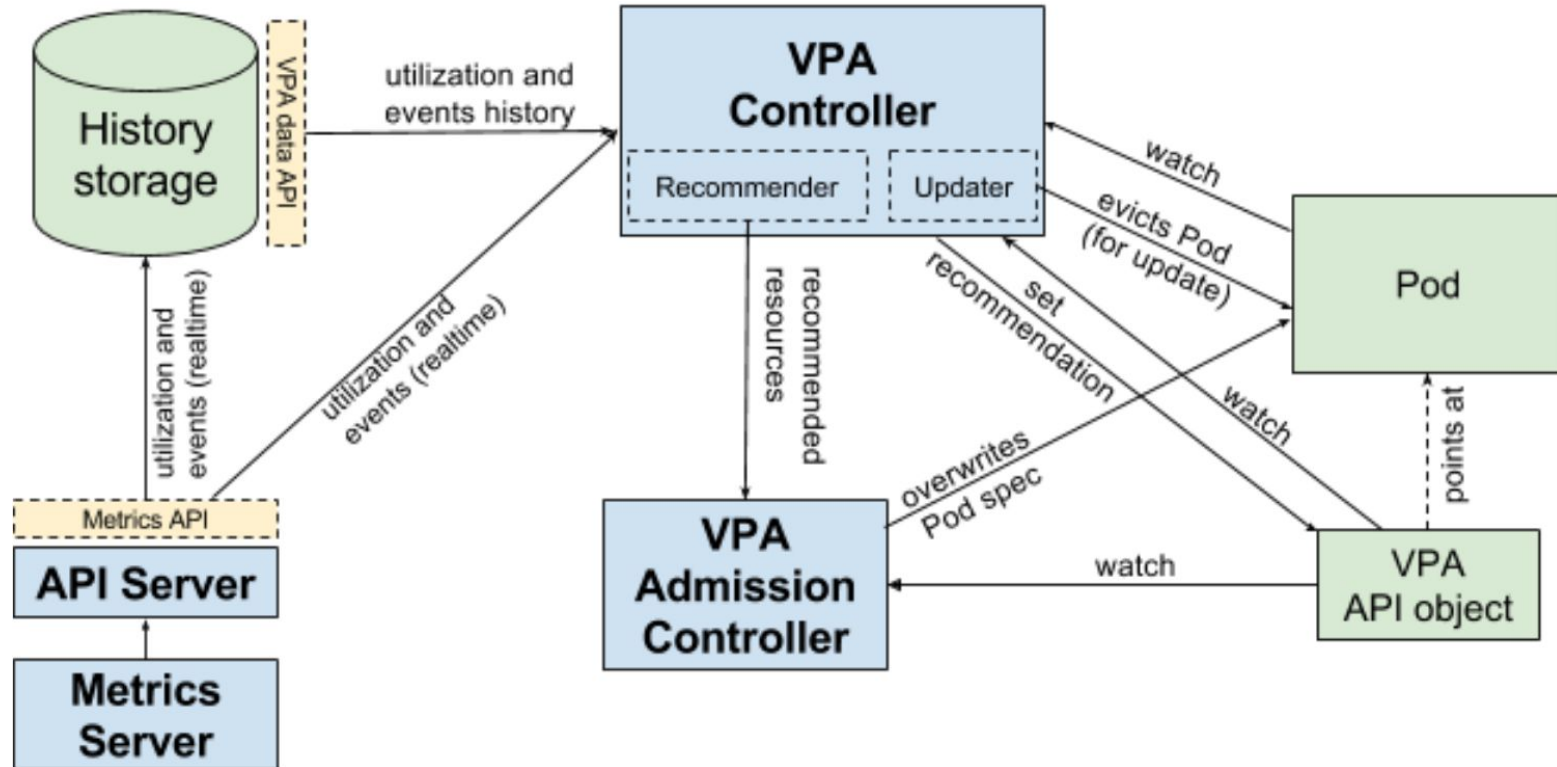 History
storage
VPA data API
utilization and
events history
VPA
Controller
Recommender
Updater
watch
evicts Pod
(for update)
Pod
utilization and
events (realtime)
utilization and
events (realtime)
recommended
resources
set
recommendation
watch
points at
overwrites
Pod spec
Metrics API
API Server
Metrics
Server
VPA
Admission
Controller
watch
VPA
API object